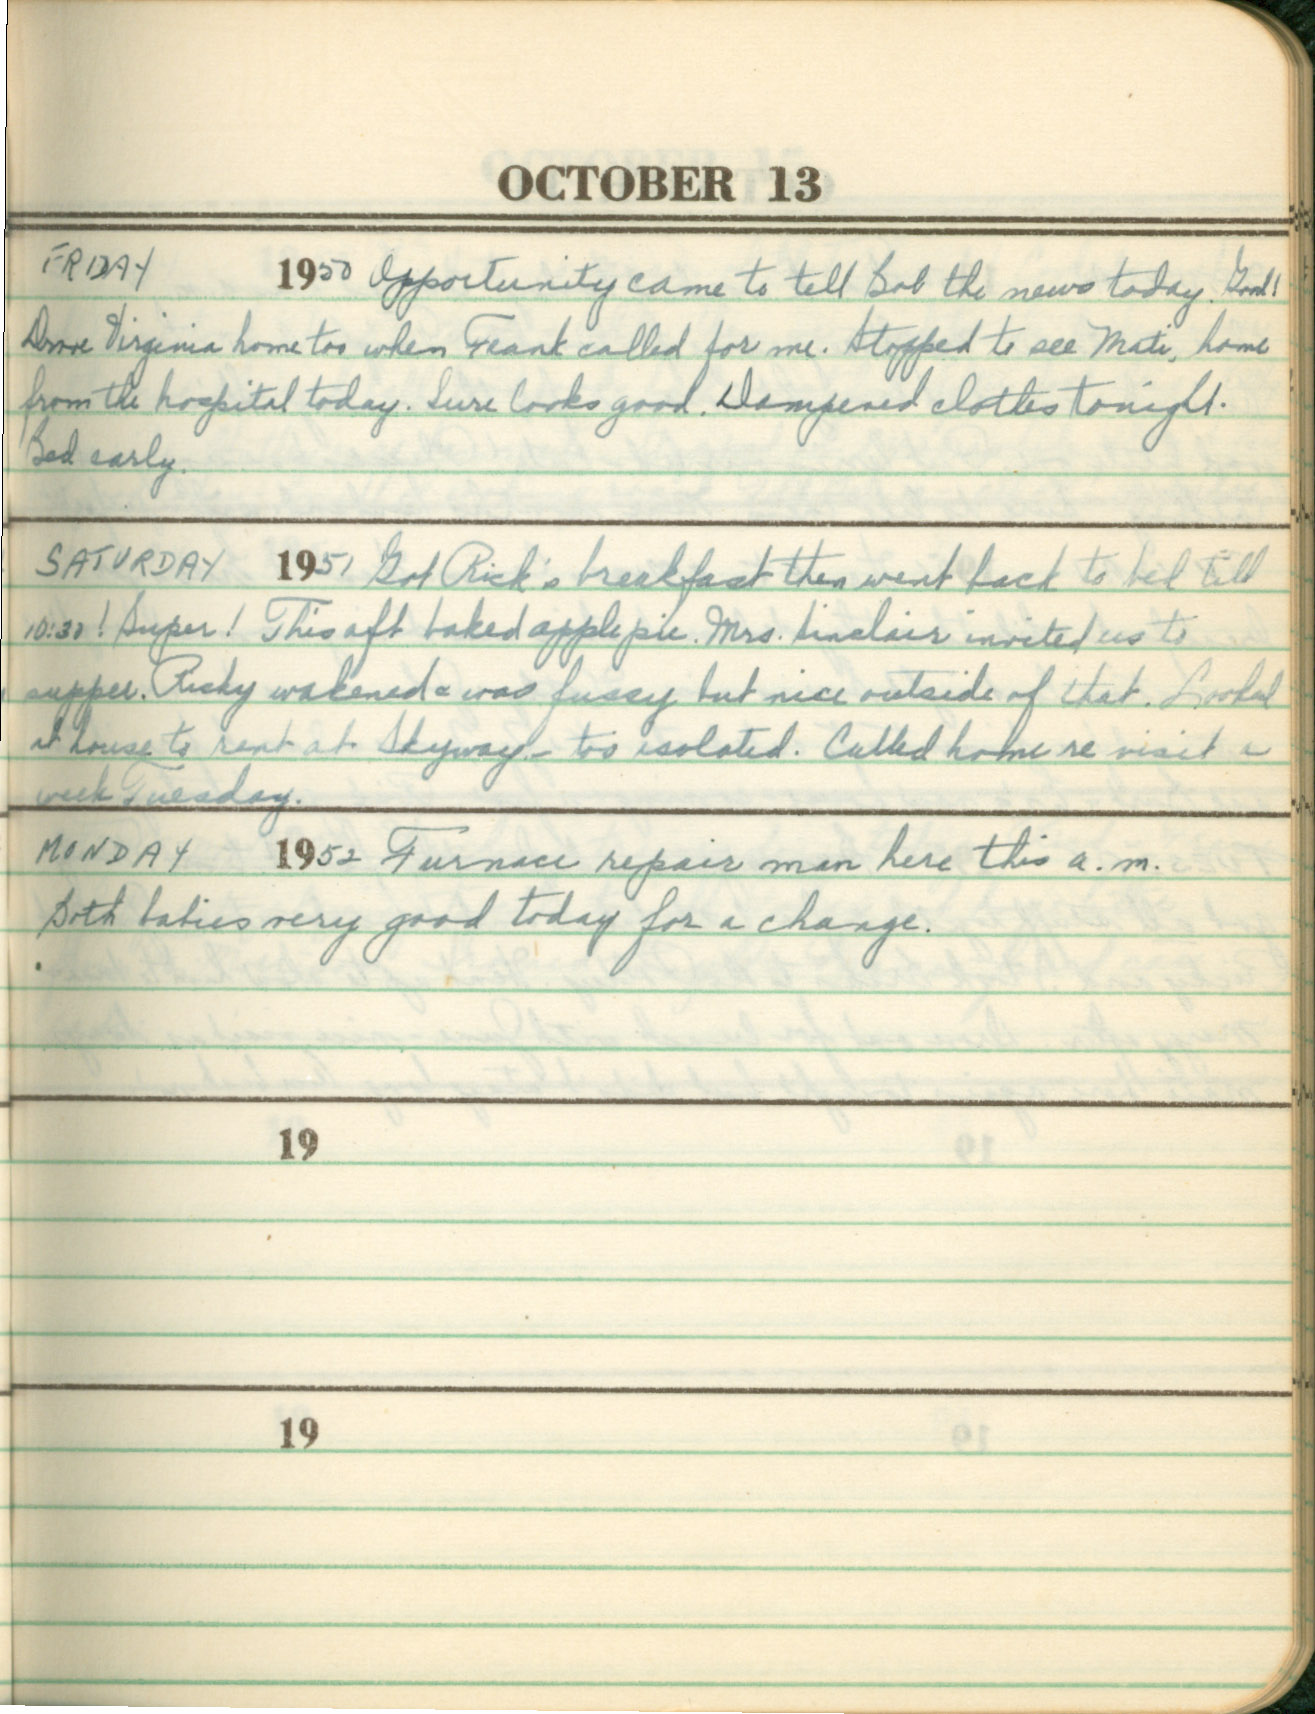 OCTOBER 13
FRIDAY 1950 Opportunity came to tell Bob the news today. Good!
Drove Virginia home too when Frank called for me. Stopped to see Mati, home
from the hospital today. Sure looks good. Dampened clothes tonight.
Bed early.
SATURDAY 1951 Got Rick's breakfast then went back to bed till
10:30! Super! This aft baked apple pie. Mrs. Sinclair invited us to
supper. Ricky wakened & was fussy but nice outside of that. Looked
at house to rent at Skyway - too isolated. Called home re visit a
week Tuesday.
MONDAY 1952 Furnace repair man here this a.m.
Both babies very good today for a change.
19
19